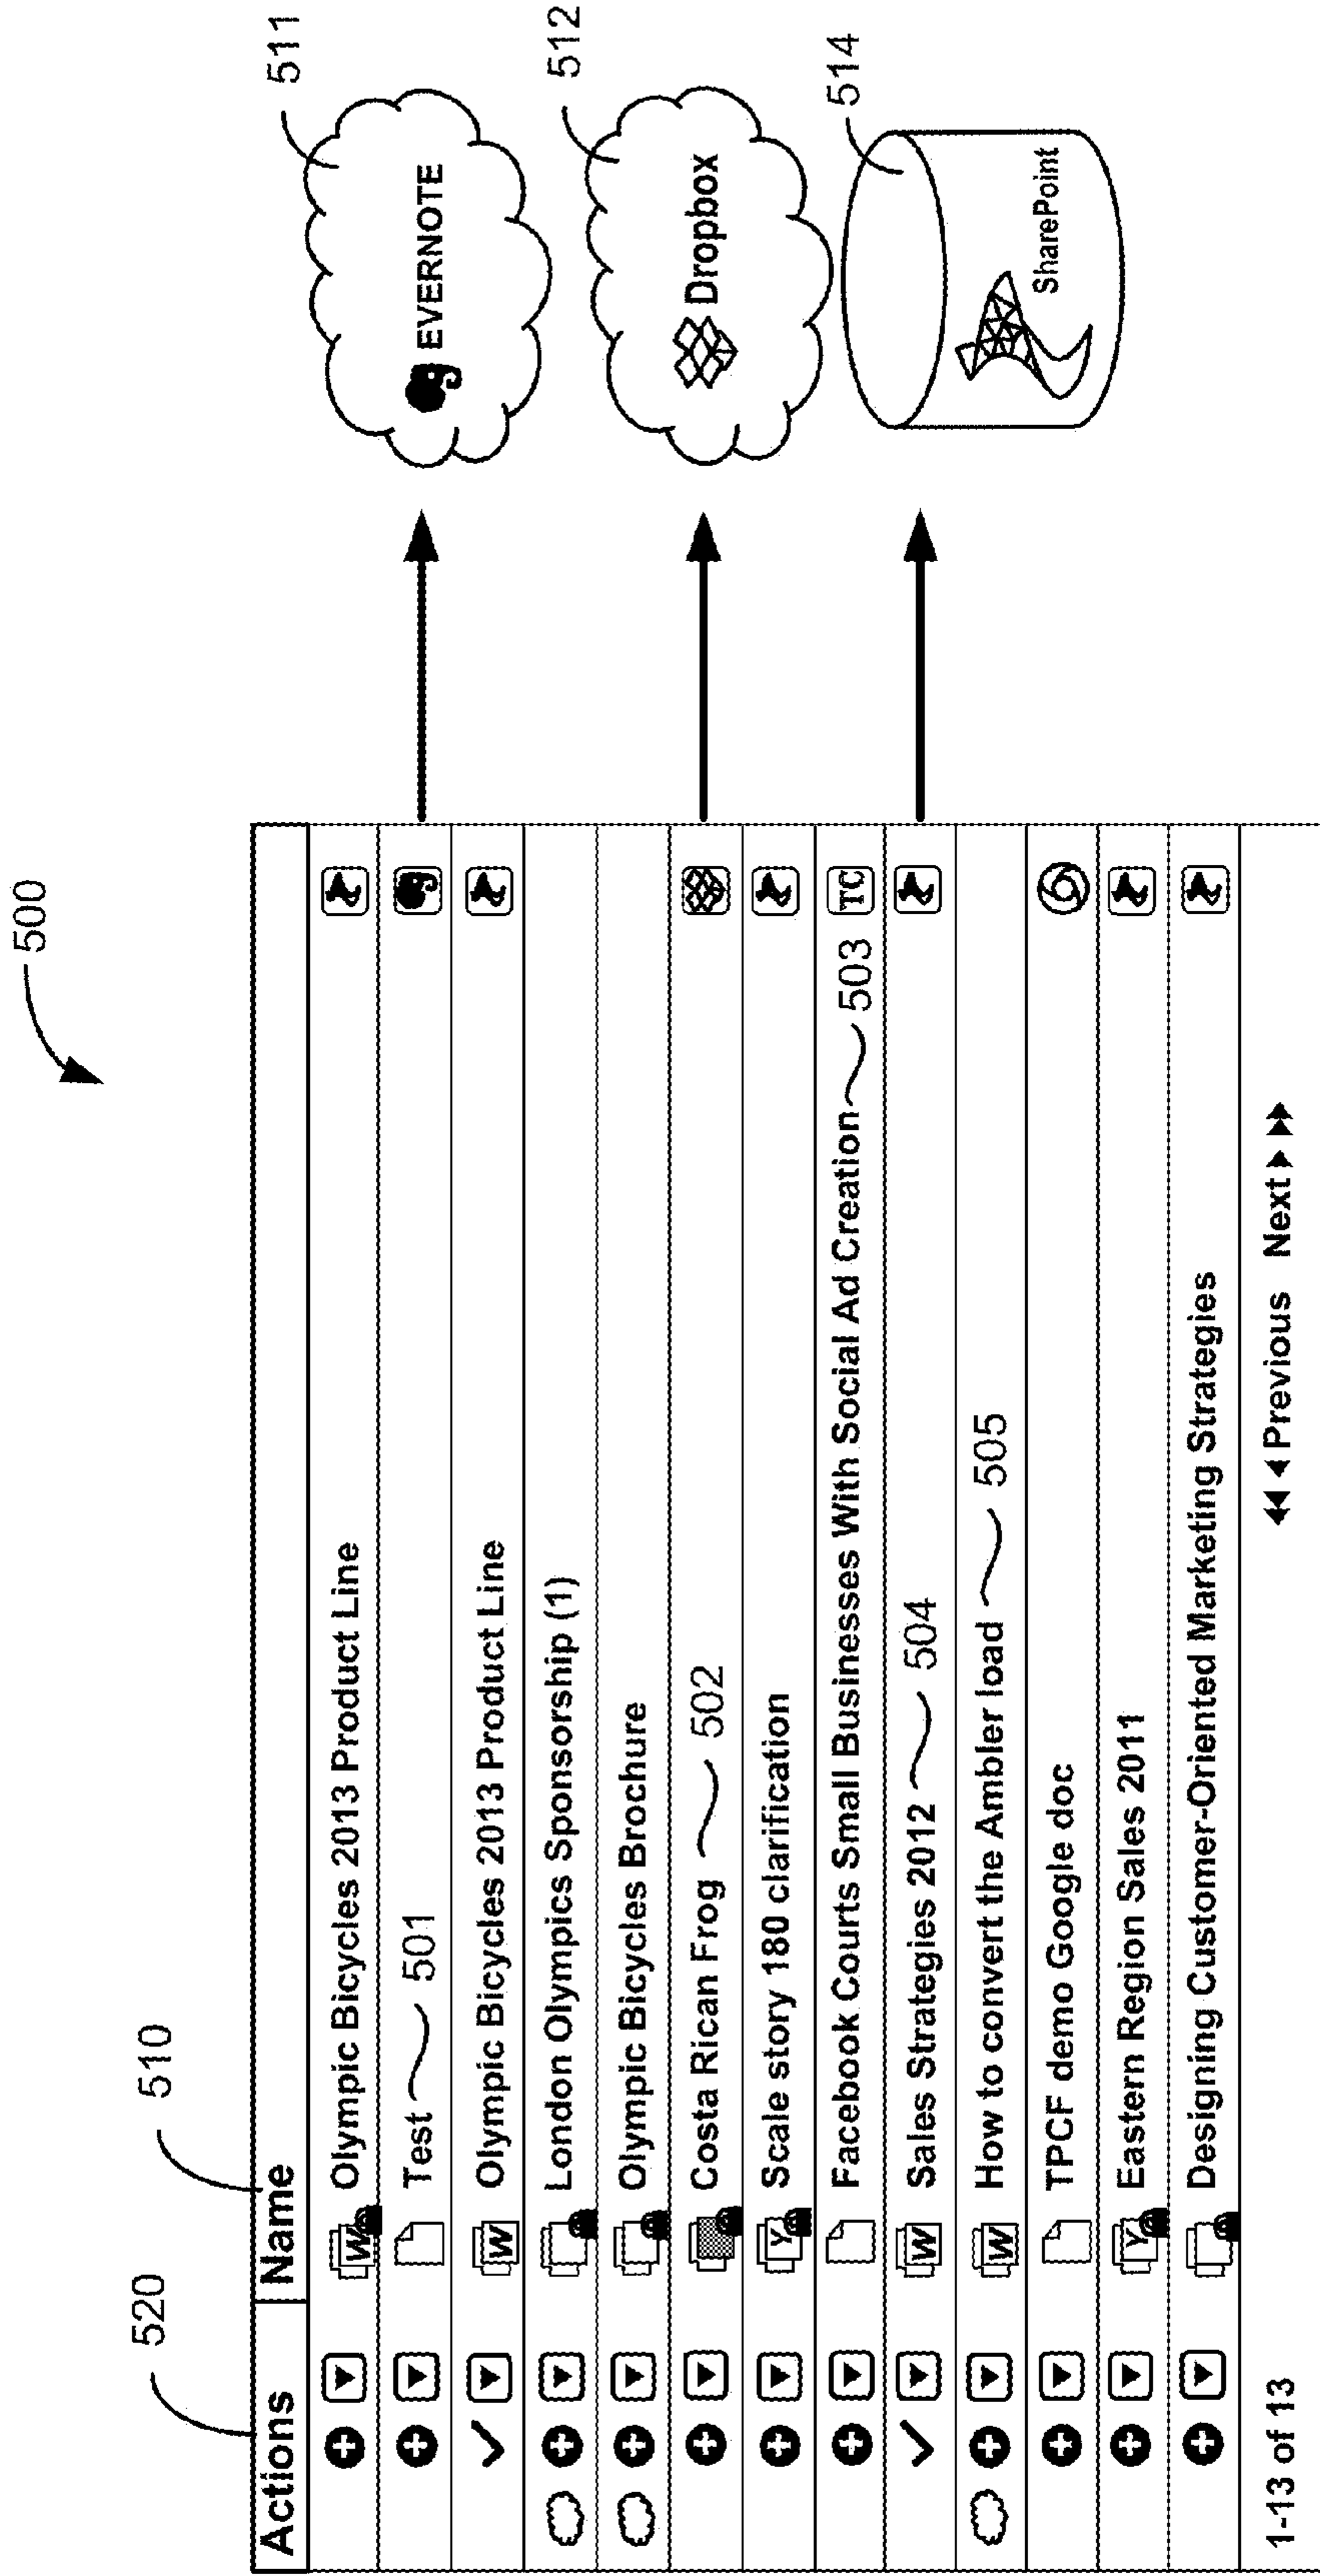 500
520
510
Actions Name
Olympic Bicycles 2013 Product Line
Test 501
Olympic Bicycles 2013 Product Line
London Olympics Sponsorship (1)
Olympic Bicycles Brochure
Costa Rican Frog 502
Scale story 180 clarification
Facebook Courts Small Businesses With Social Ad Creation 503
TC
Sales Strategies 2012 504
How to convert the Ambler load 505
TPCF demo Google doc
Eastern Region Sales 2011
Designing Customer-Oriented Marketing Strategies
1-13 of 13
Previous Next
511
EVERNOTE
512
Dropbox
514
SharePoint
W
W
Y
W
W
Y